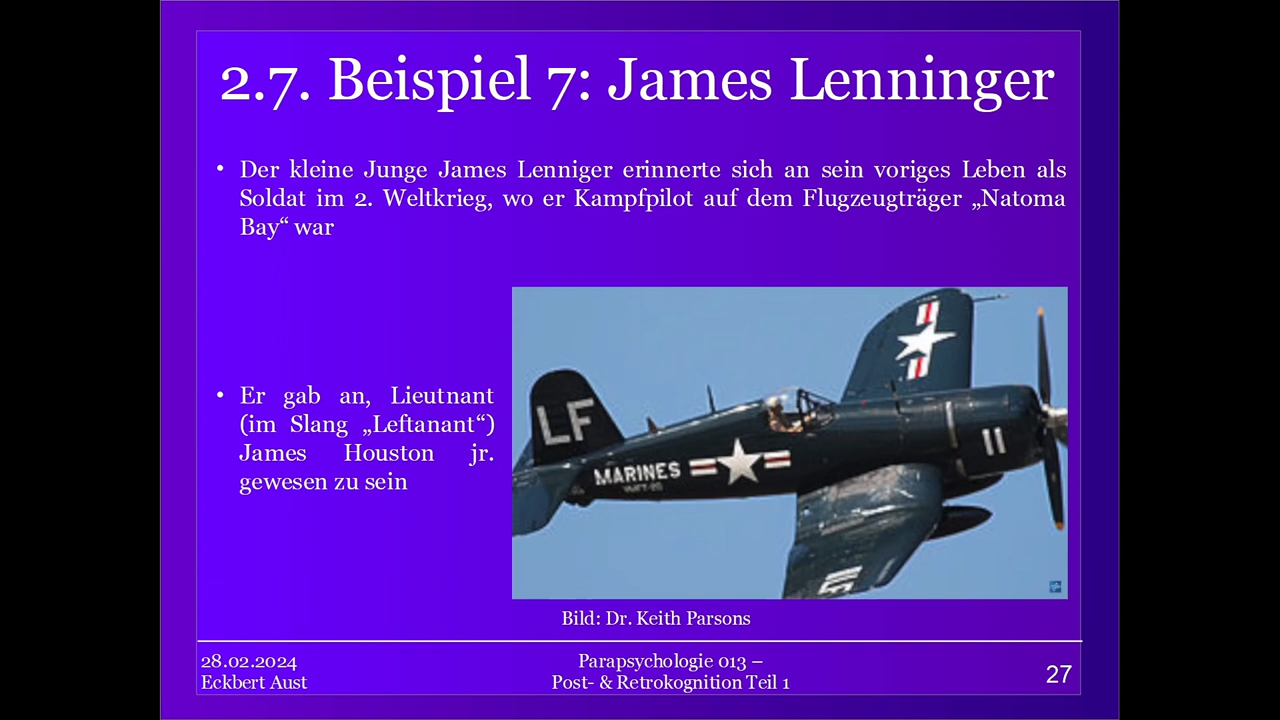 2.7. Beispiel 7: James Lenninger
• Der kleine Junge James Lenniger erinnerte sich an sein voriges Leben als
Soldat im 2. Weltkrieg, wo er Kampfpilot auf dem Flugzeugträger „Natoma
Bay“ war
• Er gab an, Lieutnant
(im Slang „Leftanant“)
James Houston jr.
gewesen zu sein
LF
MARINES
11
Bild: Dr. Keith Parsons
28.02.2024
Eckbert Aust
Parapsychologie 013 –
Post- & Retrokognition Teil 1
27